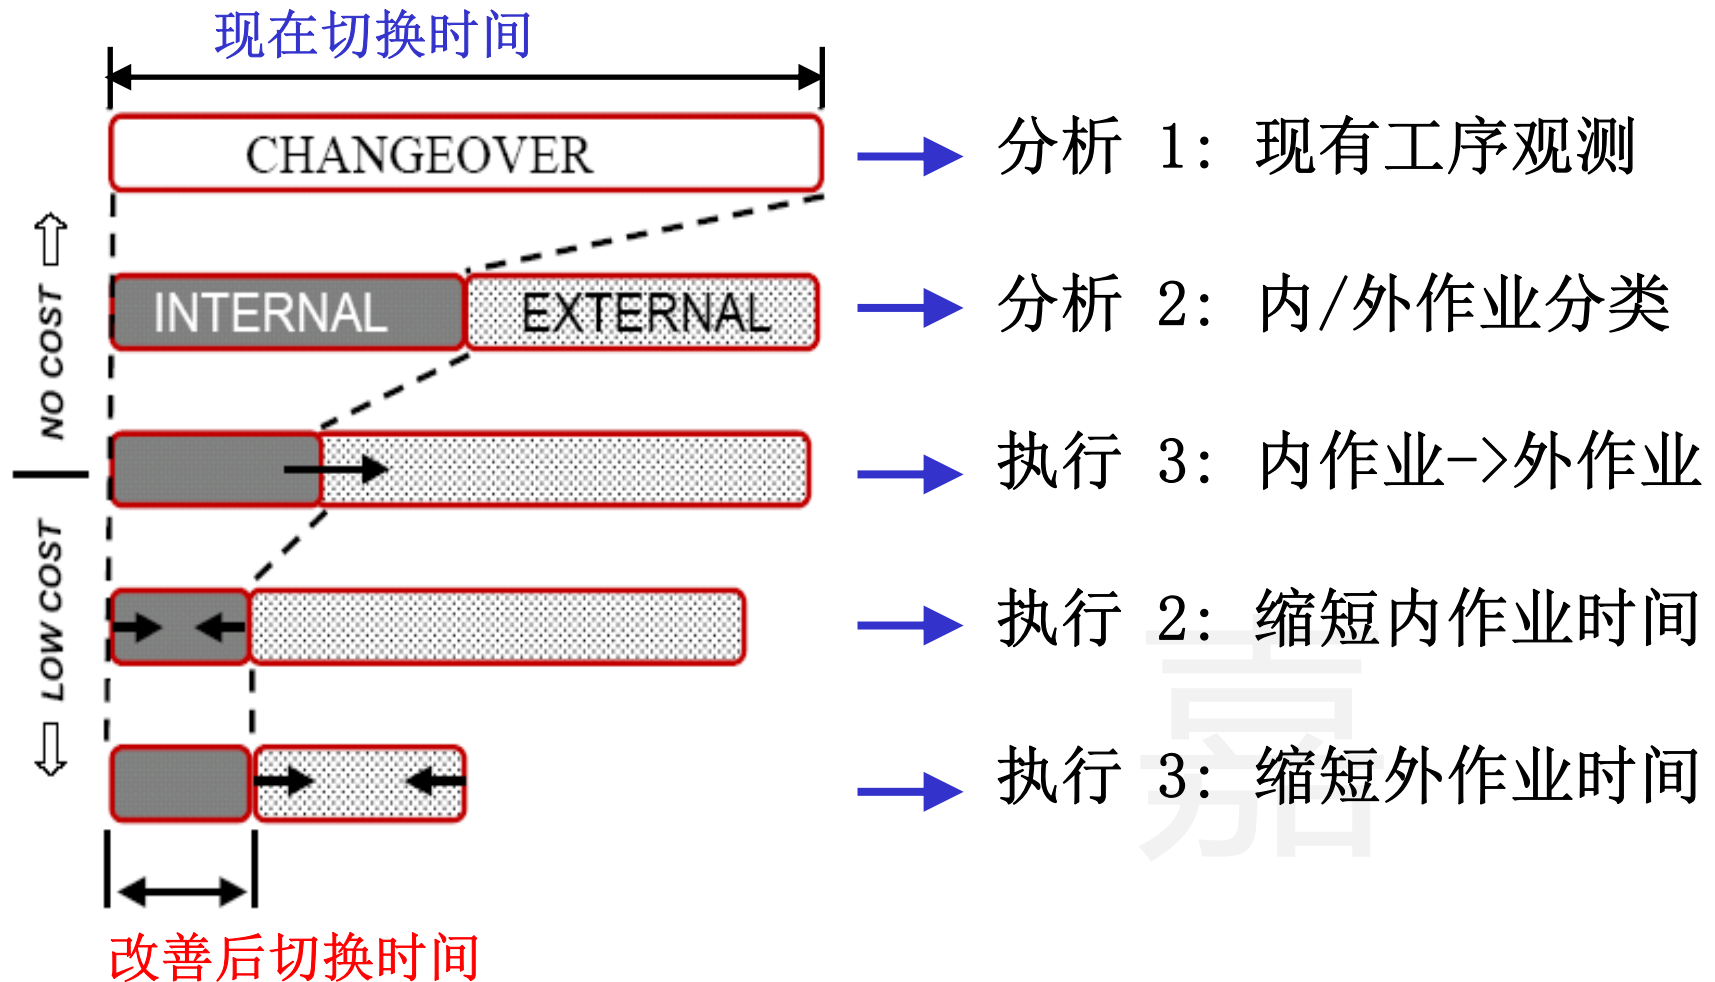 现在切换时间
CHANGEOVER
分析 1: 现有工序观测
INTERNAL
EXTERNAL
分析 2: 内/外作业分类
NO COST
执行 3: 内作业->外作业
LOW COST
执行 2: 缩短内作业时间
执行 3: 缩短外作业时间
嘉
改善后切换时间